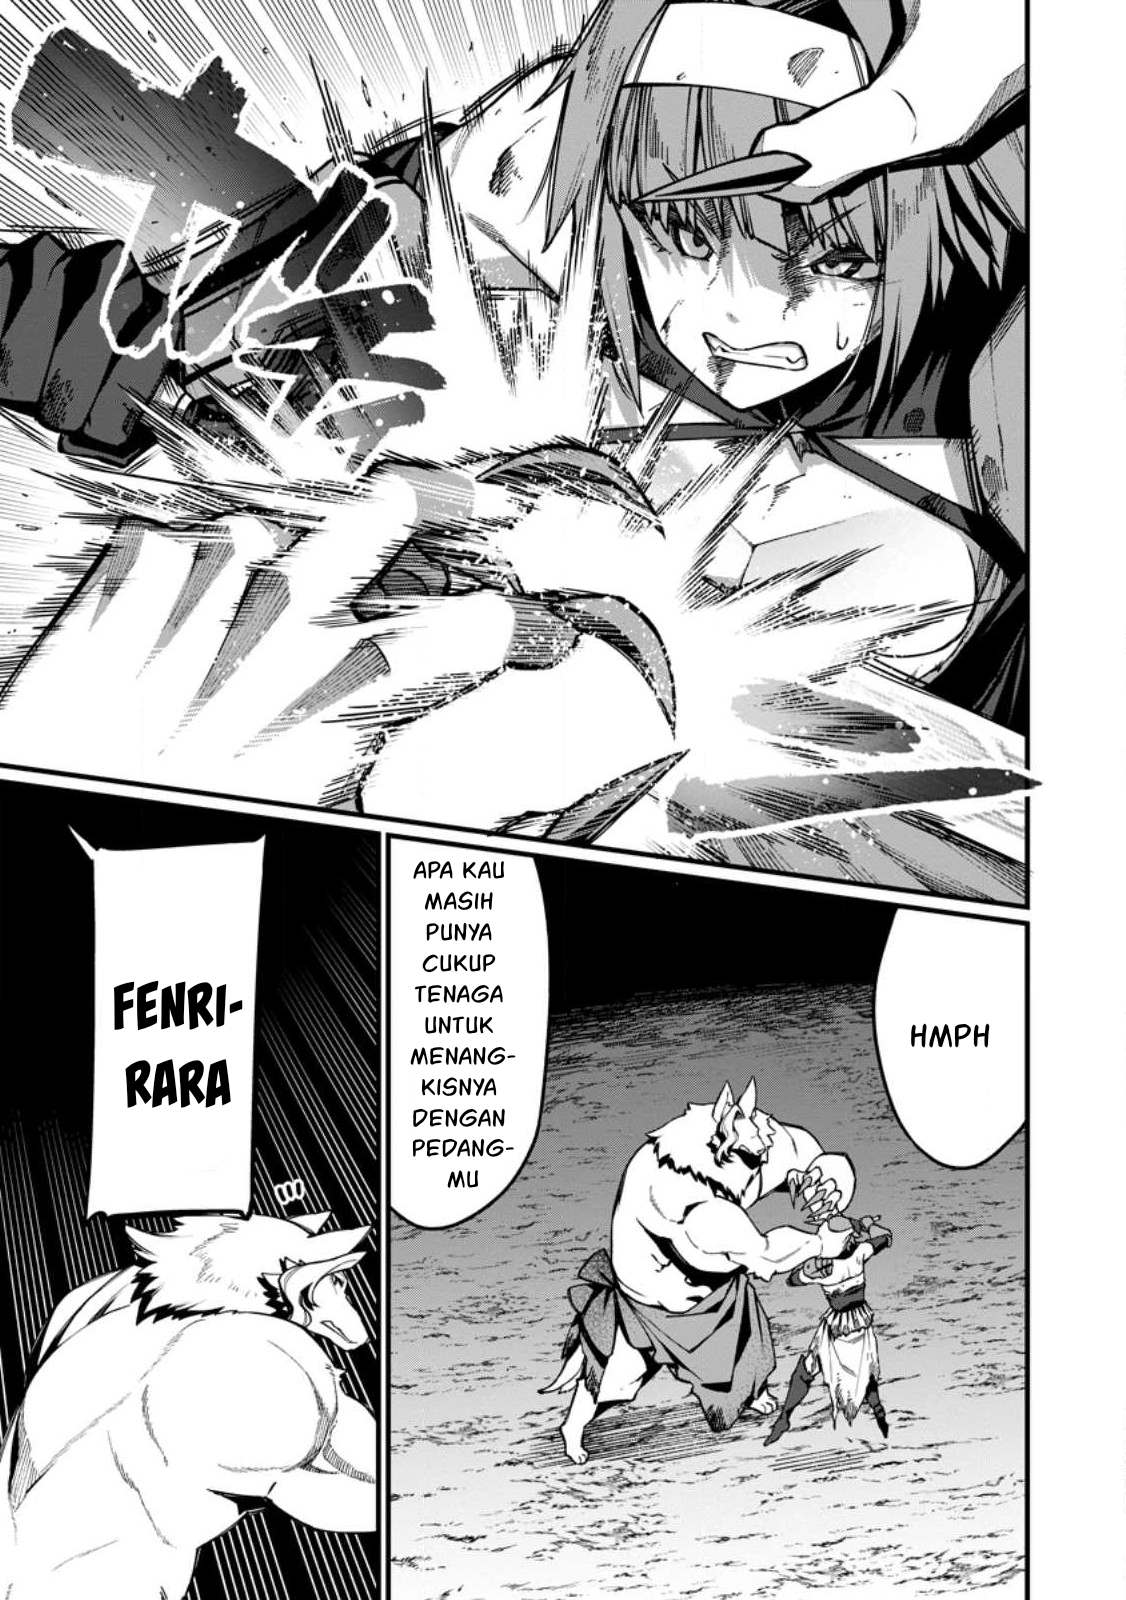 HMPH
APA KAU
MASIH
PUNYA
CUKUP
TENAGA
UNTUK
MENANG-
KISNYA
DENGAN
PEDANG-
MU
FENRI-
RARA